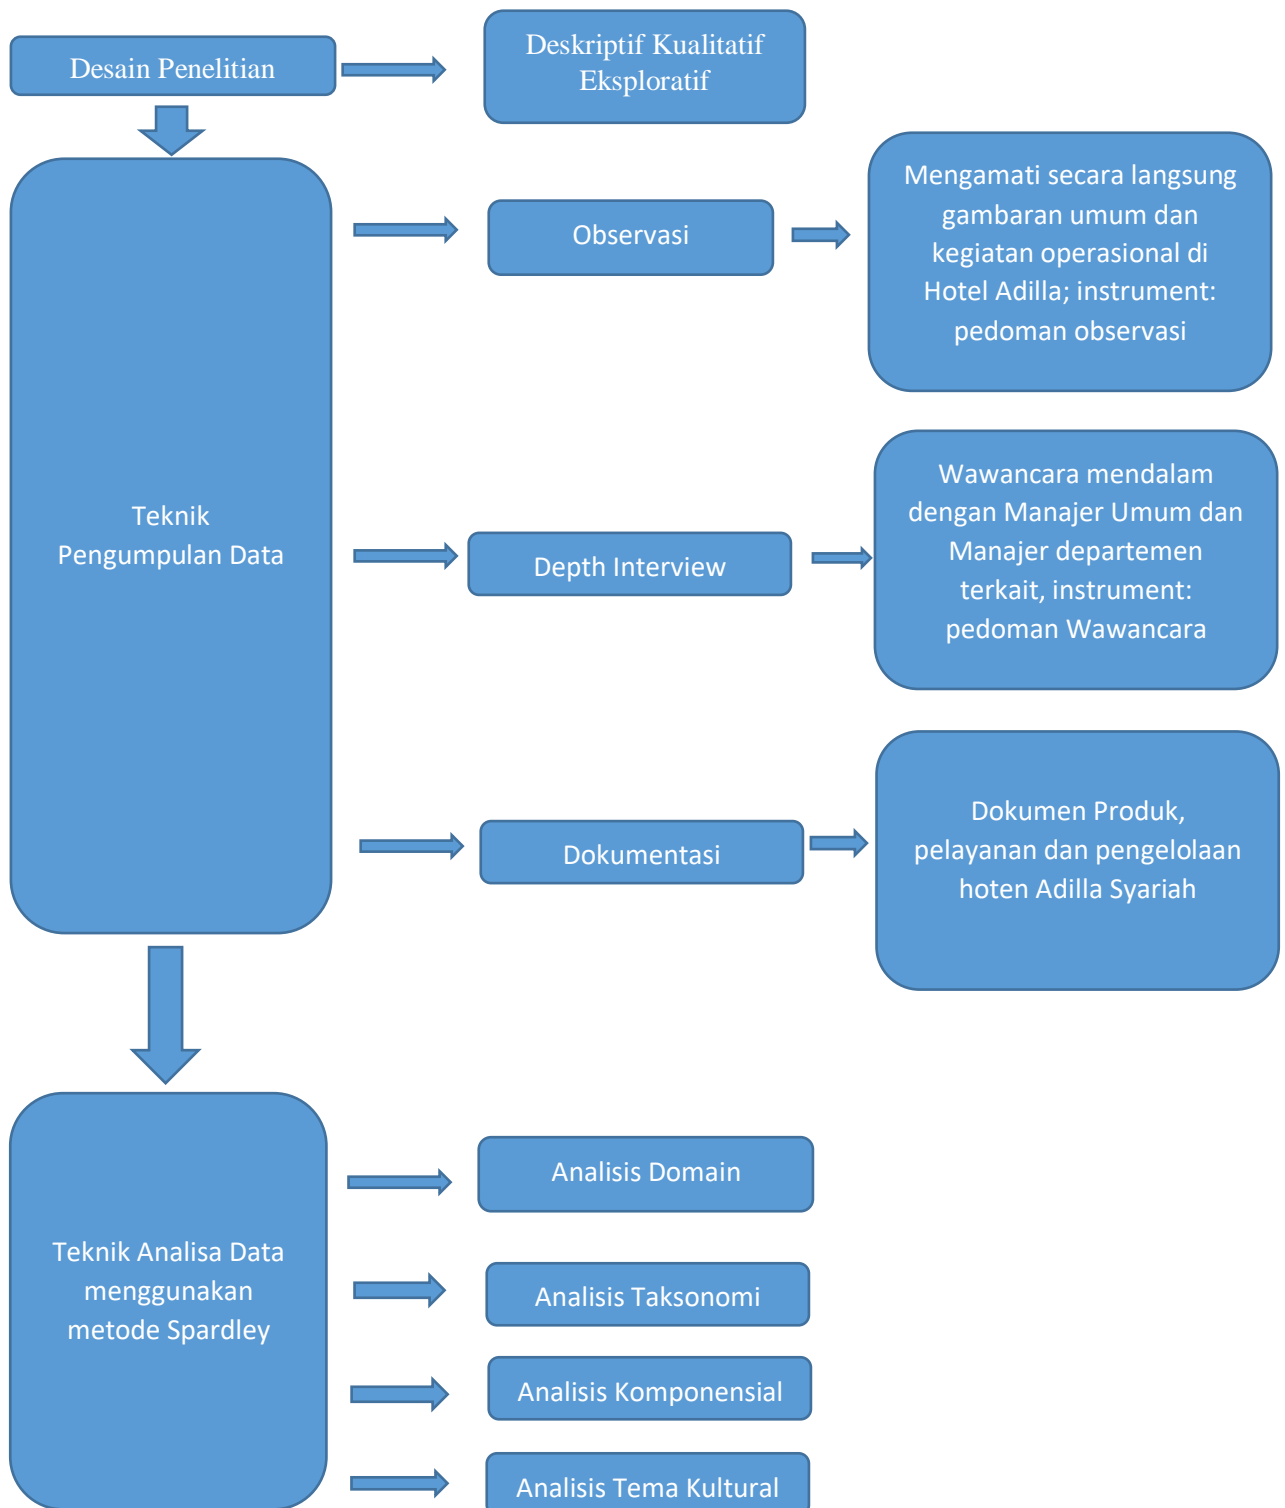 Desain Penelitian
Deskriptif Kualitatif
Eksploratif
Teknik
Pengumpulan Data
Observasi
Mengamati secara langsung
gambaran umum dan
kegiatan operasional di
Hotel Adilla; instrument:
pedoman observasi
Depth Interview
Wawancara mendalam
dengan Manajer Umum dan
Manajer departemen
terkait, instrument:
pedoman Wawancara
Dokumentasi
Dokumen Produk,
pelayanan dan pengelolaan
hoten Adilla Syariah
Teknik Analisa Data
menggunakan
metode Spardley
Analisis Domain
Analisis Taksonomi
Analisis Komponensial
Analisis Tema Kultural